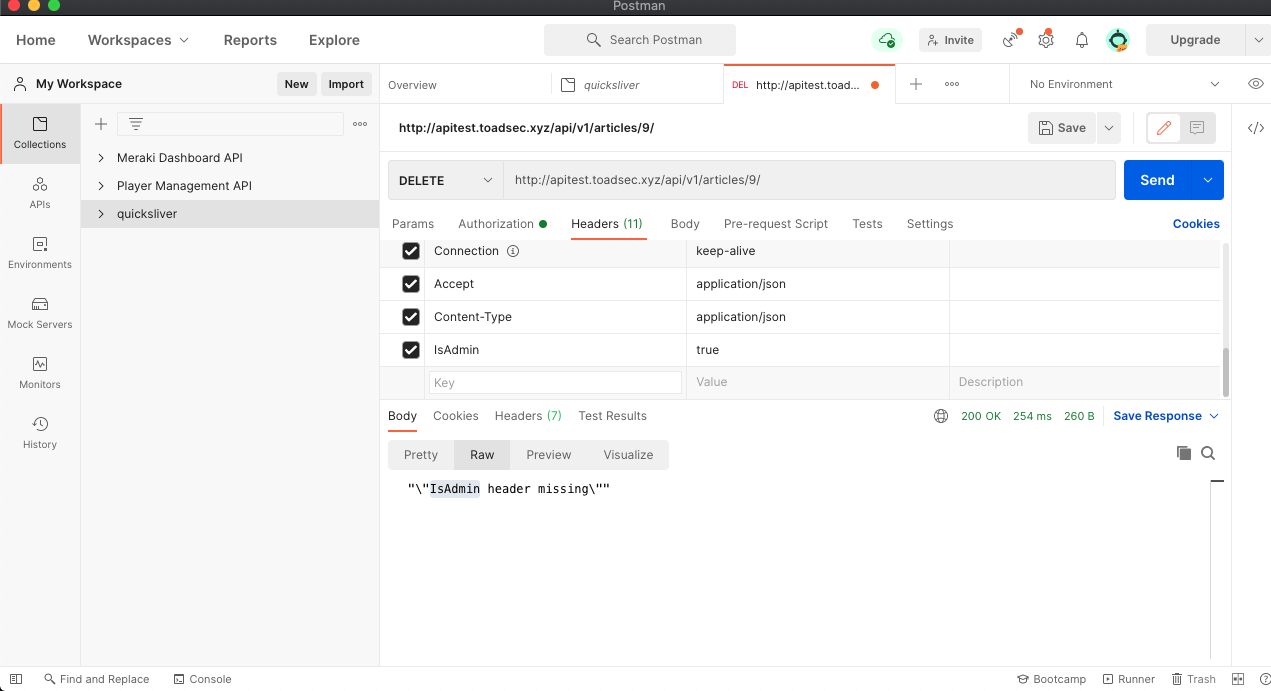 Postman
Home Workspaces Reports Explore Search Postman Invite Upgrade
My Workspace New Import Overview quicksliver DEL http://apitest.toad... No Environment
http://apitest.toadsec.xyz/api/v1/articles/9/ Save
Collections
Meraki Dashboard API
Player Management API
quicksliver
APIs
Environments
Mock Servers
Monitors
History
DELETE http://apitest.toadsec.xyz/api/v1/articles/9/ Send
Params Authorization Headers (11) Body Pre-request Script Tests Settings Cookies
Connection keep-alive
Accept application/json
Content-Type application/json
IsAdmin true
Key Value Description
Body Cookies Headers (7) Test Results 200 OK 254 ms 260 B Save Response
Pretty Raw Preview Visualize
"\"IsAdmin header missing\""
Find and Replace Console Bootcamp Runner Trash